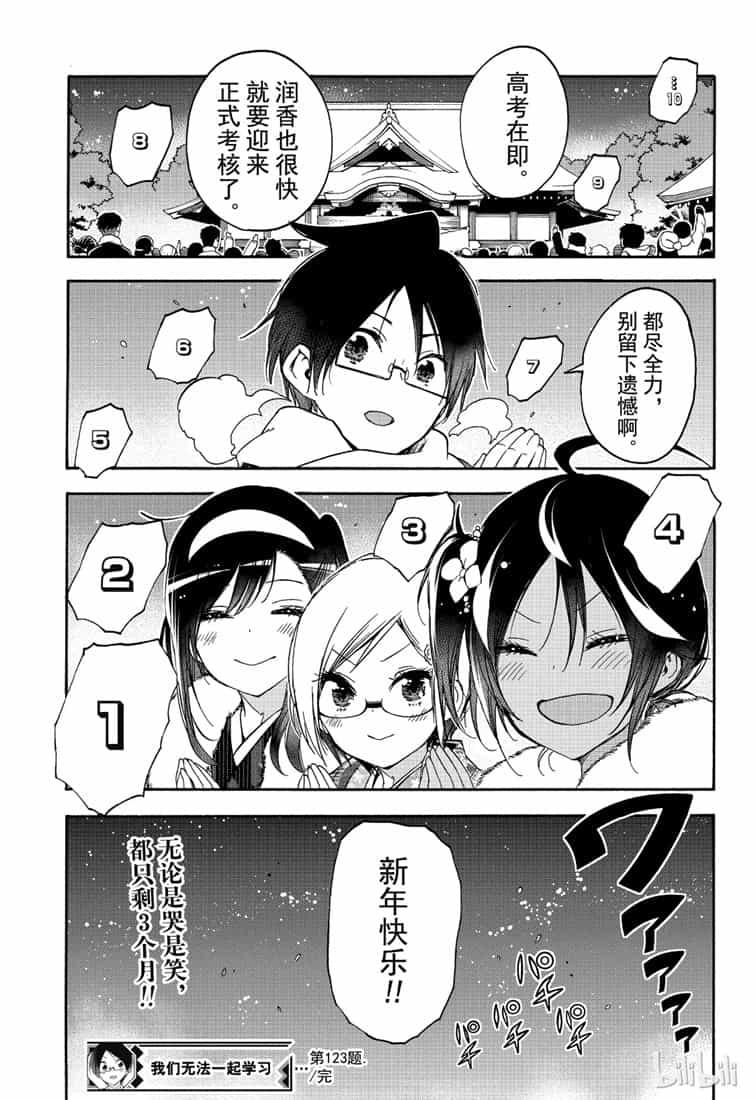 …10
高考在即。
9
润香也很快
就要迎来
正式考核了。
8
都尽全力，
别留下遗憾啊。
7
6
5
4
3
2
1
ワァァァァァ
新年快乐!!
パチ
パチ
パチ
无论是哭是笑，
都只剩3个月!!
我们无法一起学习
…第123题/完
bilibili